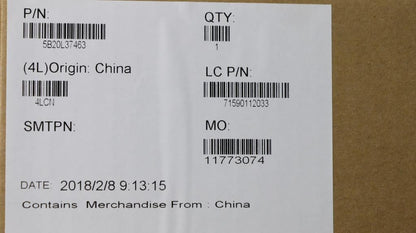 P/N: QTY:
5B20L37463 1
(4L)Origin: China LC P/N:
4LCN 71590112033
SMTPN: MO:
11773074
DATE: 2018/2/8 9:13:15
Contains Merchandise From : China